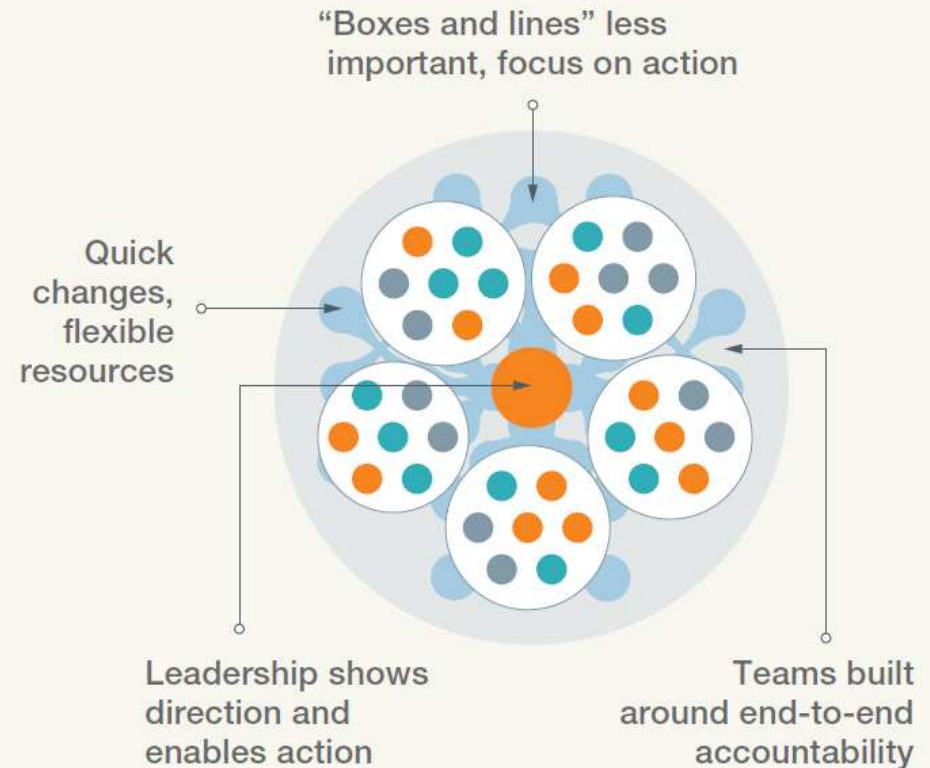 “Boxes and lines” less
important, focus on action
Quick
changes,
flexible
resources
Leadership shows
direction and
enables action
Teams built
around end-to-end
accountability